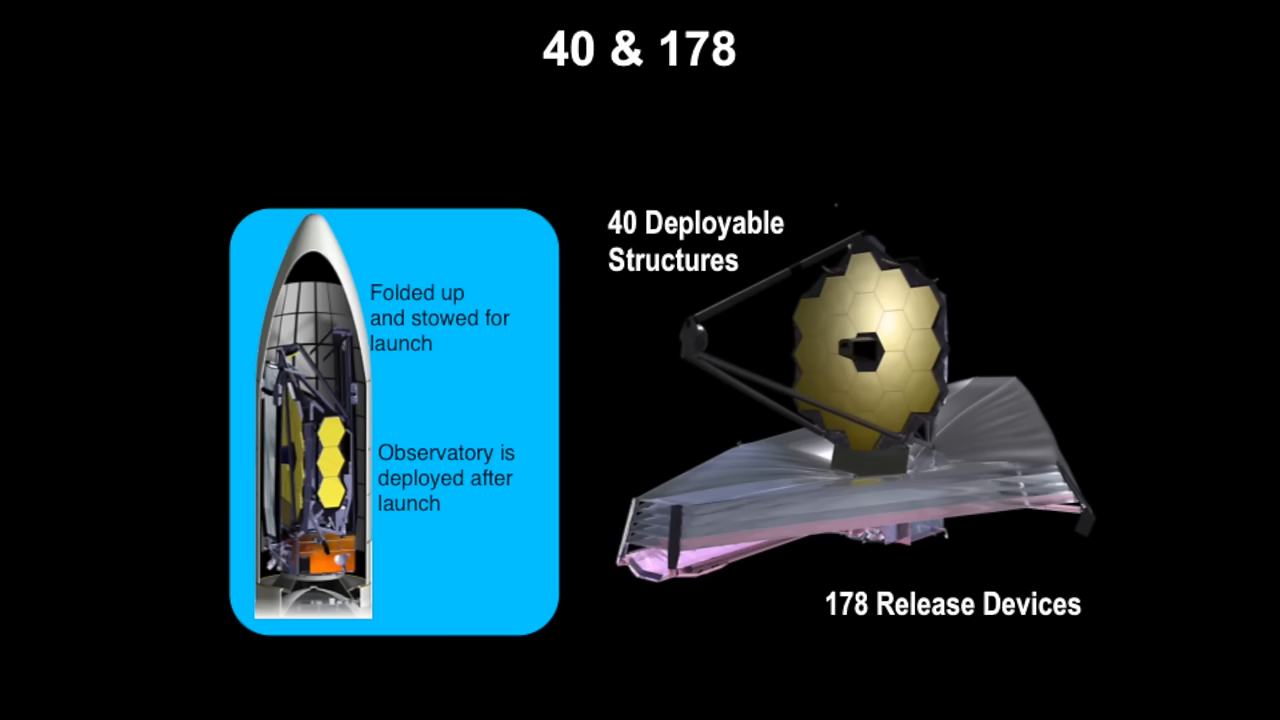 40 & 178
Folded up
and stowed for
launch
Observatory is
deployed after
launch
40 Deployable
Structures
178 Release Devices